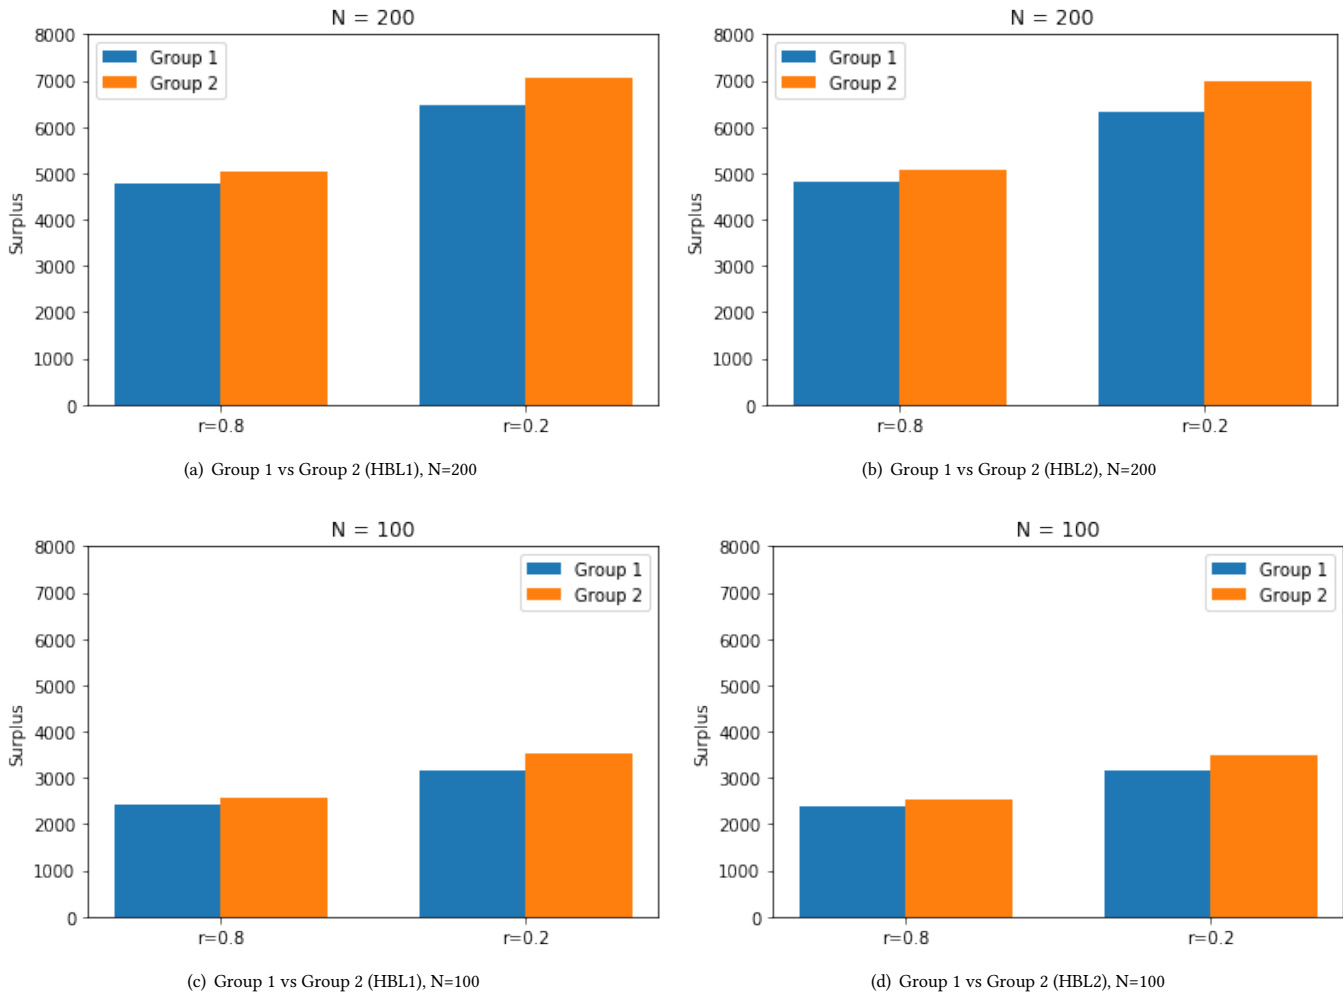 N = 200
8000
7000
6000
5000
4000
3000
2000
1000
0
Surplus
Group 1
Group 2
r=0.8 r=0.2
(a) Group 1 vs Group 2 (HBL1), N=200
N = 200
8000
7000
6000
5000
4000
3000
2000
1000
0
Surplus
Group 1
Group 2
r=0.8 r=0.2
(b) Group 1 vs Group 2 (HBL2), N=200
N = 100
8000
7000
6000
5000
4000
3000
2000
1000
0
Surplus
Group 1
Group 2
r=0.8 r=0.2
(c) Group 1 vs Group 2 (HBL1), N=100
N = 100
8000
7000
6000
5000
4000
3000
2000
1000
0
Surplus
Group 1
Group 2
r=0.8 r=0.2
(d) Group 1 vs Group 2 (HBL2), N=100